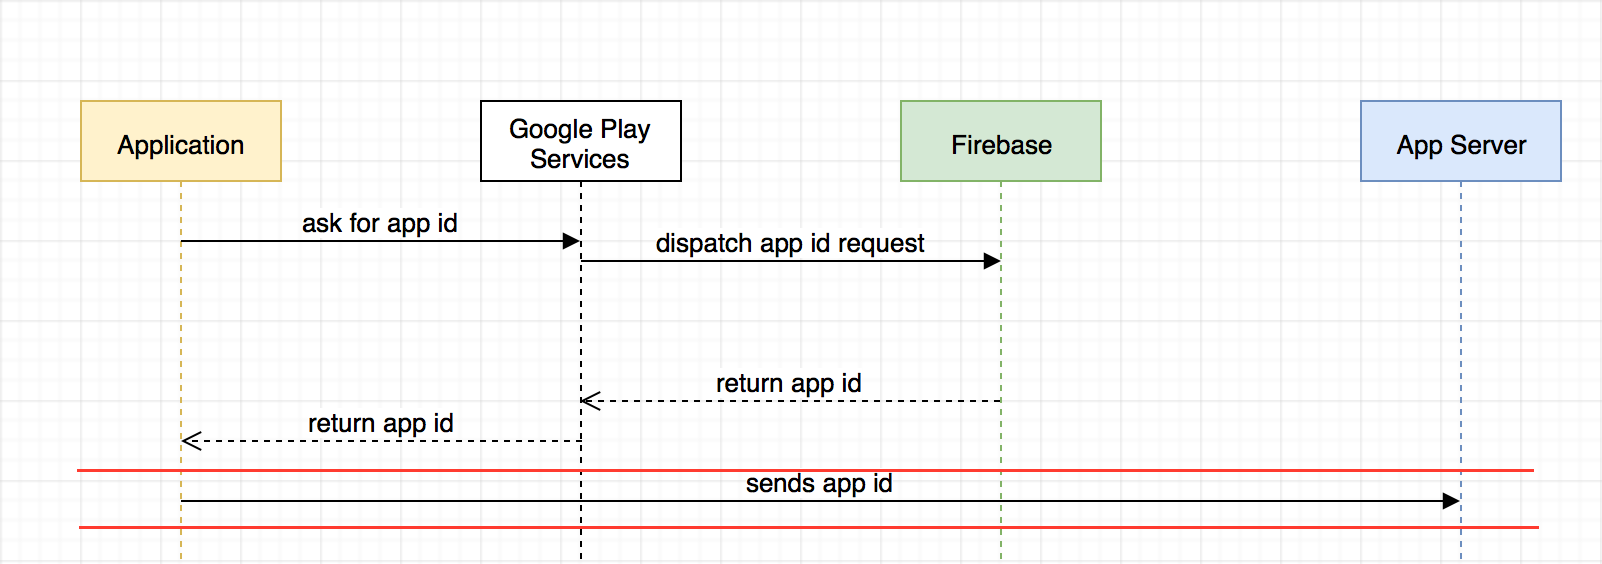 Application
Google Play
Services
Firebase
App Server
ask for app id
dispatch app id request
return app id
return app id
sends app id